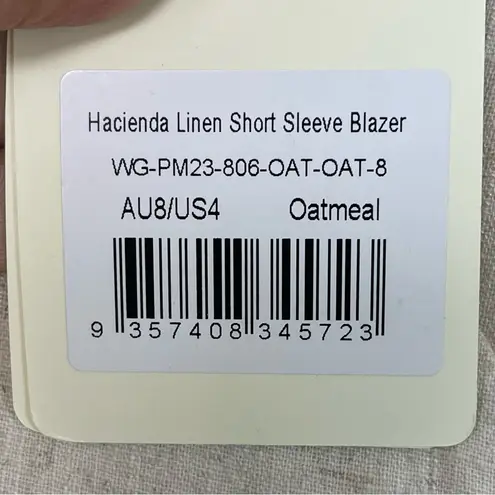 Hacienda Linen Short Sleeve Blazer
WG-PM23-806-OAT-OAT-8
AU8/US4 Oatmeal
9 357408 345723